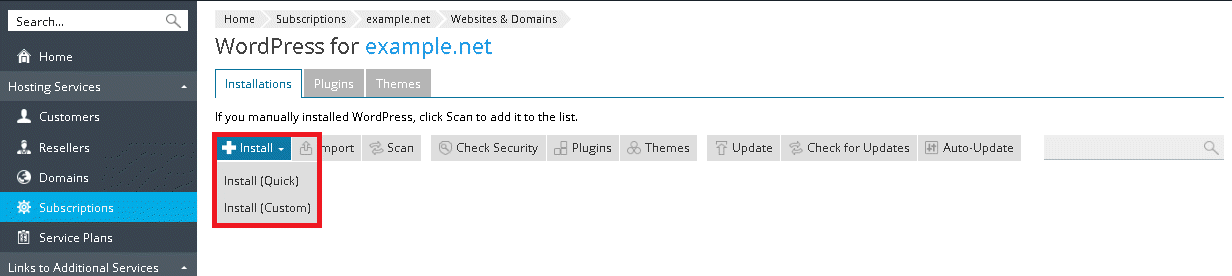 Search...
Home
Hosting Services
Customers
Resellers
Domains
Subscriptions
Service Plans
Links to Additional Services
Home Subscriptions example.net Websites & Domains
WordPress for example.net
Installations Plugins Themes
If you manually installed WordPress, click Scan to add it to the list.
Install mport Scan Check Security Plugins Themes Update Check for Updates Auto-Update
Install (Quick)
Install (Custom)